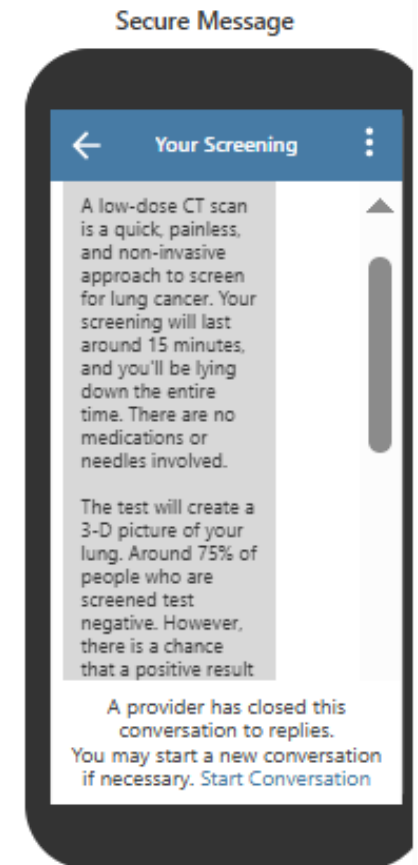 Secure Message
Your Screening
A low-dose CT scan
is a quick, painless,
and non-invasive
approach to screen
for lung cancer. Your
screening will last
around 15 minutes,
and you'll be lying
down the entire
time. There are no
medications or
needles involved.
The test will create a
3-D picture of your
lung. Around 75% of
people who are
screened test
negative. However,
there is a chance
that a positive result
A provider has closed this
conversation to replies.
You may start a new conversation
if necessary. Start Conversation